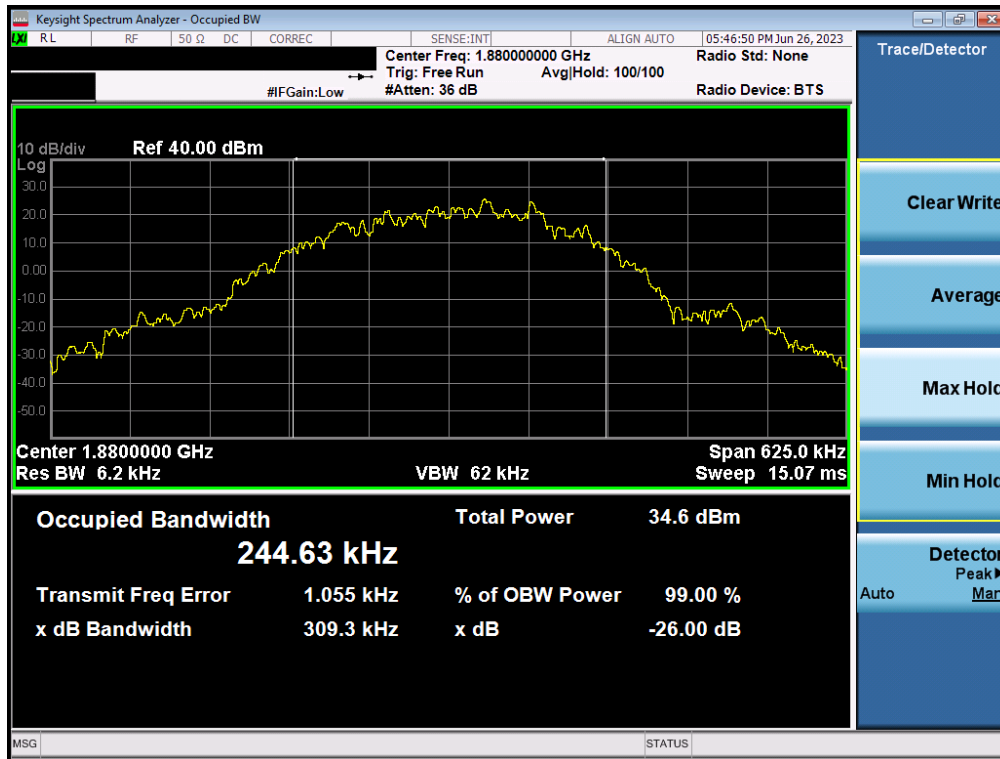 Keysight Spectrum Analyzer - Occupied BW
LXI RL RF 50 Ω DC CORREC SENSE:INT ALIGN AUTO 05:46:50 PM Jun 26, 2023
Center Freq: 1.880000000 GHz Radio Std: None
Trig: Free Run Avg|Hold: 100/100
#IFGain:Low #Atten: 36 dB Radio Device: BTS
Trace/Detector
10 dB/div Ref 40.00 dBm
Log
30.0
20.0
10.0
0.00
-10.0
-20.0
-30.0
-40.0
-50.0
Center 1.8800000 GHz Span 625.0 kHz
Res BW 6.2 kHz VBW 62 kHz Sweep 15.07 ms
Occupied Bandwidth Total Power 34.6 dBm
244.63 kHz
Transmit Freq Error 1.055 kHz % of OBW Power 99.00 %
x dB Bandwidth 309.3 kHz x dB -26.00 dB
Clear Write
Average
Max Hold
Min Hold
Detector
Peak
Auto Man
MSG STATUS